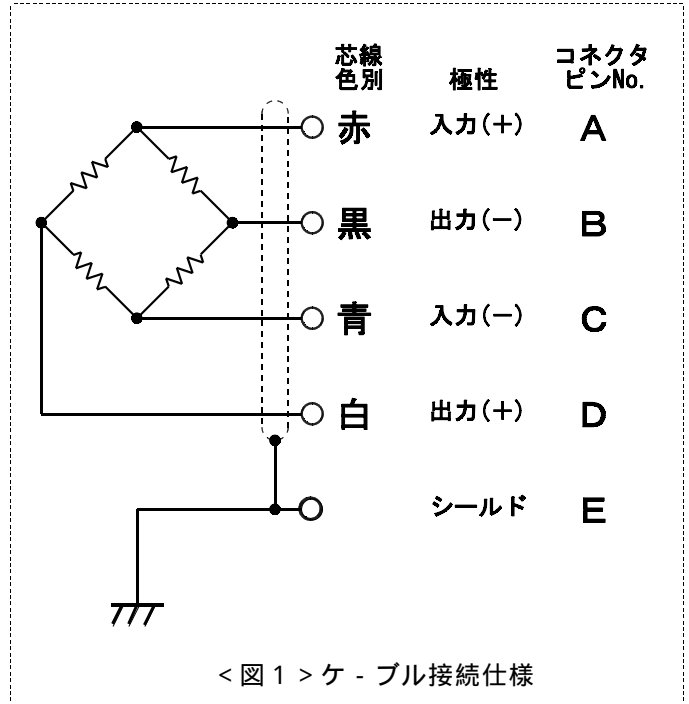 芯線
色別 極性 コネクタ
ピンNo.
赤 入力(+) A
黒 出力(−) B
青 入力(−) C
白 出力(+) D
シールド E
<図1>ケ-ブル接続仕様